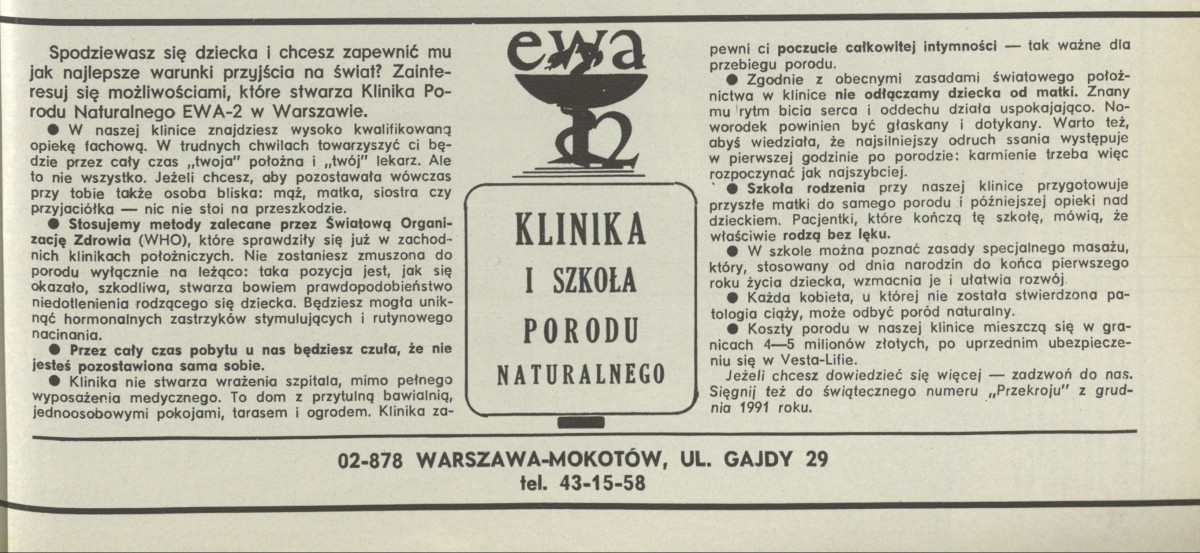 Spodziewasz się dziecka i chcesz zapewnić mu
jak najlepsze warunki przyjścia na świat? Zainte-
resuj się możliwościami, które stwarza Klinika Po-
rodu Naturalnego EWA-2 w Warszawie.
● W naszej klinice znajdziesz wysoko kwalifikowaną
opiekę fachową. W trudnych chwilach towarzyszyć ci bę-
dzie przez cały czas „twoja" położna i „twój" lekarz. Ale
to nie wszystko. Jeżeli chcesz, aby pozostawała wówczas
przy tobie także osoba bliska: mąż, matka, siostra czy
przyjaciółka — nic nie stoi na przeszkodzie.
● Stosujemy metody zalecane przez Światową Organi-
zację Zdrowia (WHO), które sprawdziły się już w zachod-
nich klinikach położniczych. Nie zostaniesz zmuszona do
porodu wyłącznie na leżąco: taka pozycja jest, jak się
okazało, szkodliwa, stwarza bowiem prawdopodobieństwo
niedotlenienia rodzącego się dziecka. Będziesz mogła unik-
nąć hormonalnych zastrzyków stymulujących i rutynowego
nacinania.
● Przez cały czas pobytu u nas będziesz czuła, że nie
jesteś pozostawiona sama sobie.
● Klinika nie stwarza wrażenia szpitala, mimo pełnego
wyposażenia medycznego. To dom z przytulną bawialnią,
jednoosobowymi pokojami, tarasem i ogrodem. Klinika za-
ewa
2
KLINIKA
I SZKOŁA
PORODU
NATURALNEGO
pewni ci poczucie całkowitej intymności — tak ważne dla
przebiegu porodu.
● Zgodnie z obecnymi zasadami światowego położ-
nictwa w klinice nie odłączamy dziecka od matki. Znany
mu rytm bicia serca i oddechu działa uspokajająco. No-
worodek powinien być głaskany i dotykany. Warto też,
abyś wiedziała, że najsilniejszy odruch ssania występuje
w pierwszej godzinie po porodzie: karmienie trzeba więc
rozpocząć jak najszybciej.
● Szkoła rodzenia przy naszej klinice przygotowuje
przyszłe matki do samego porodu i późniejszej opieki nad
dzieckiem. Pacjentki, które kończą tę szkołę, mówią, że
właściwie rodzą bez lęku.
● W szkole można poznać zasady specjalnego masażu,
który, stosowany od dnia narodzin do końca pierwszego
roku życia dziecka, wzmacnia je i ułatwia rozwój.
● Każda kobieta, u której nie została stwierdzona pa-
tologia ciąży, może odbyć poród naturalny.
● Koszty porodu w naszej klinice mieszczą się w gra-
nicach 4—5 milionów złotych, po uprzednim ubezpiecze-
niu się w Vesta-Lifie.
Jeżeli chcesz dowiedzieć się więcej — zadzwoń do nas.
Sięgnij też do świątecznego numeru „Przekroju" z grud-
nia 1991 roku.
02-878 WARSZAWA-MOKOTÓW, UL. GAJDY 29
tel. 43-15-58